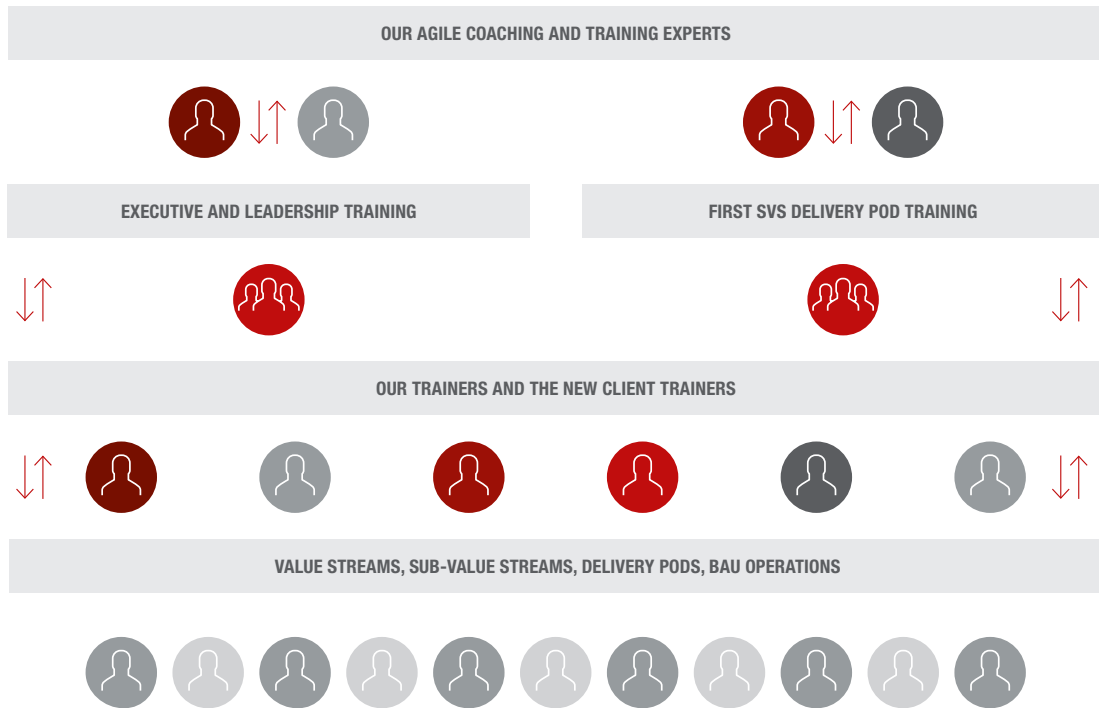 OUR AGILE COACHING AND TRAINING EXPERTS
EXECUTIVE AND LEADERSHIP TRAINING
FIRST SVS DELIVERY POD TRAINING
OUR TRAINERS AND THE NEW CLIENT TRAINERS
VALUE STREAMS, SUB-VALUE STREAMS, DELIVERY PODS, BAU OPERATIONS